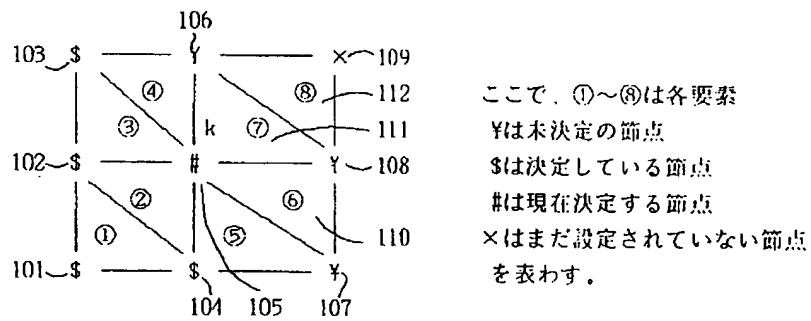 106
103 $ ¥ × 109
④ ⑧ 112
③ k ⑦ 111
102 $ # ¥ 108
② ⑥
① ⑤ 110
101 $ $ ¥
104 105 107
ここで、①〜⑧は各要素
¥は未決定の節点
$は決定している節点
#は現在決定する節点
×はまだ設定されていない節点
を表わす。